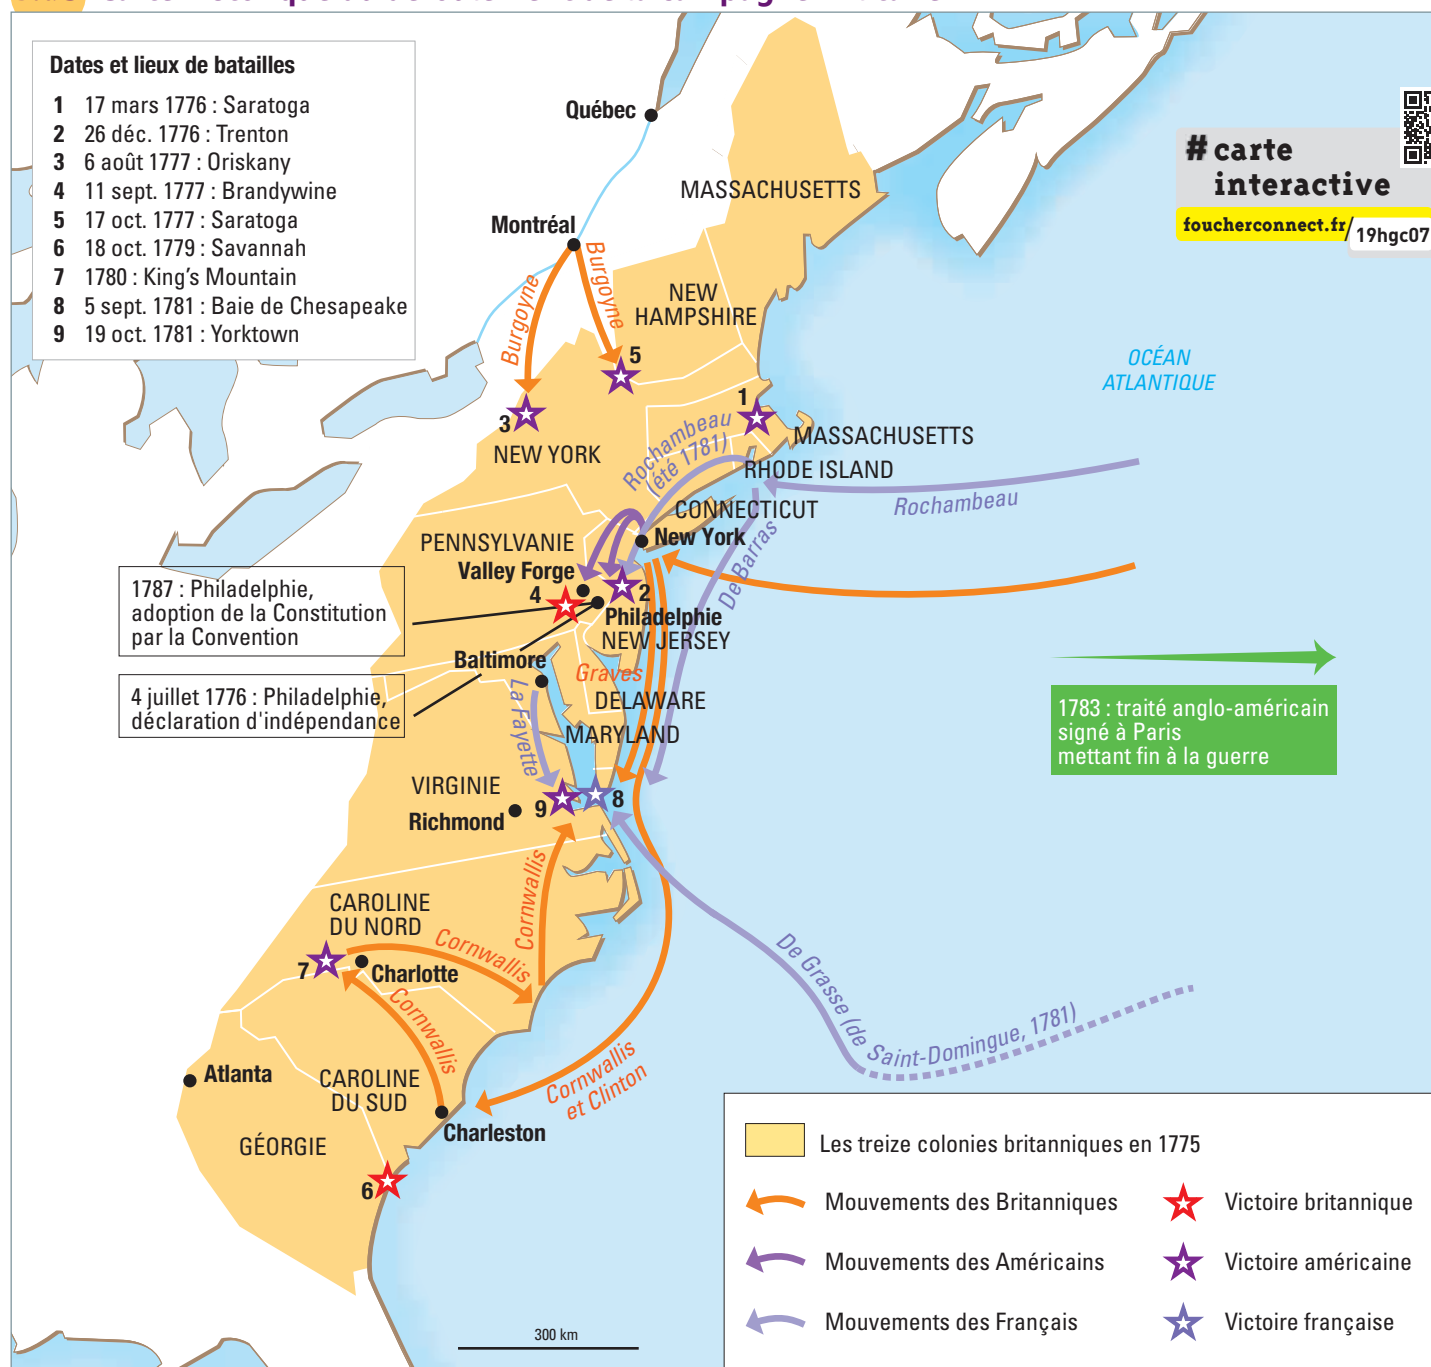 Dates et lieux de batailles
1 17 mars 1776 : Saratoga
2 26 déc. 1776 : Trenton
3 6 août 1777 : Oriskany
4 11 sept. 1777 : Brandywine
5 17 oct. 1777 : Saratoga
6 18 oct. 1779 : Savannah
7 1780 : King's Mountain
8 5 sept. 1781 : Baie de Chesapeake
9 19 oct. 1781 : Yorktown
Québec
# carte
interactive
foucherconnect.fr/19hgc07
MASSACHUSETTS
Montréal
Burgoyne
Burgoyne
NEW
HAMPSHIRE
5
OCÉAN
ATLANTIQUE
3
1
NEW YORK
Rochambeau
(été 1781)
MASSACHUSETTS
RHODE ISLAND
Rochambeau
CONNECTICUT
New York
PENNSYLVANIE
Valley Forge
De Barras
4
2
Philadelphie
NEW JERSEY
1787 : Philadelphie,
adoption de la Constitution
par la Convention
Baltimore
Graves
4 juillet 1776 : Philadelphie,
déclaration d'indépendance
La Fayette
DELAWARE
MARYLAND
1783 : traité anglo-américain
signé à Paris
mettant fin à la guerre
VIRGINIE
Richmond
9
8
Cornwallis
CAROLINE
DU NORD
Cornwallis
7
Charlotte
Cornwallis
De Grasse (de Saint-Domingue, 1781)
Atlanta
CAROLINE
DU SUD
Cornwallis
et Clinton
Charleston
GÉORGIE
6
300 km
Les treize colonies britanniques en 1775
Mouvements des Britanniques
Victoire britannique
Mouvements des Américains
Victoire américaine
Mouvements des Français
Victoire française